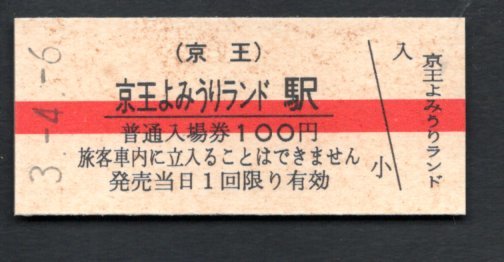 3.-4.-6
(京王)
京王よみうりランド駅
普通入場券100円
旅客車内に立入ることはできません
発売当日1回限り有効
入
小
京王よみうりランド